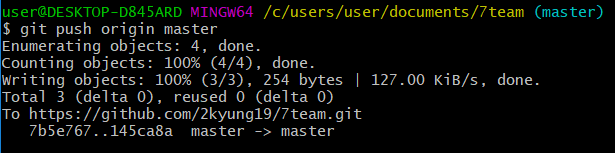 user@DESKTOP-D845ARD MINGW64 /c/users/user/documents/7team (master)
$ git push origin master
Enumerating objects: 4, done.
Counting objects: 100% (4/4), done.
Writing objects: 100% (3/3), 254 bytes | 127.00 KiB/s, done.
Total 3 (delta 0), reused 0 (delta 0)
To https://github.com/2kyung19/7team.git
   7b5e767..145ca8a  master -> master